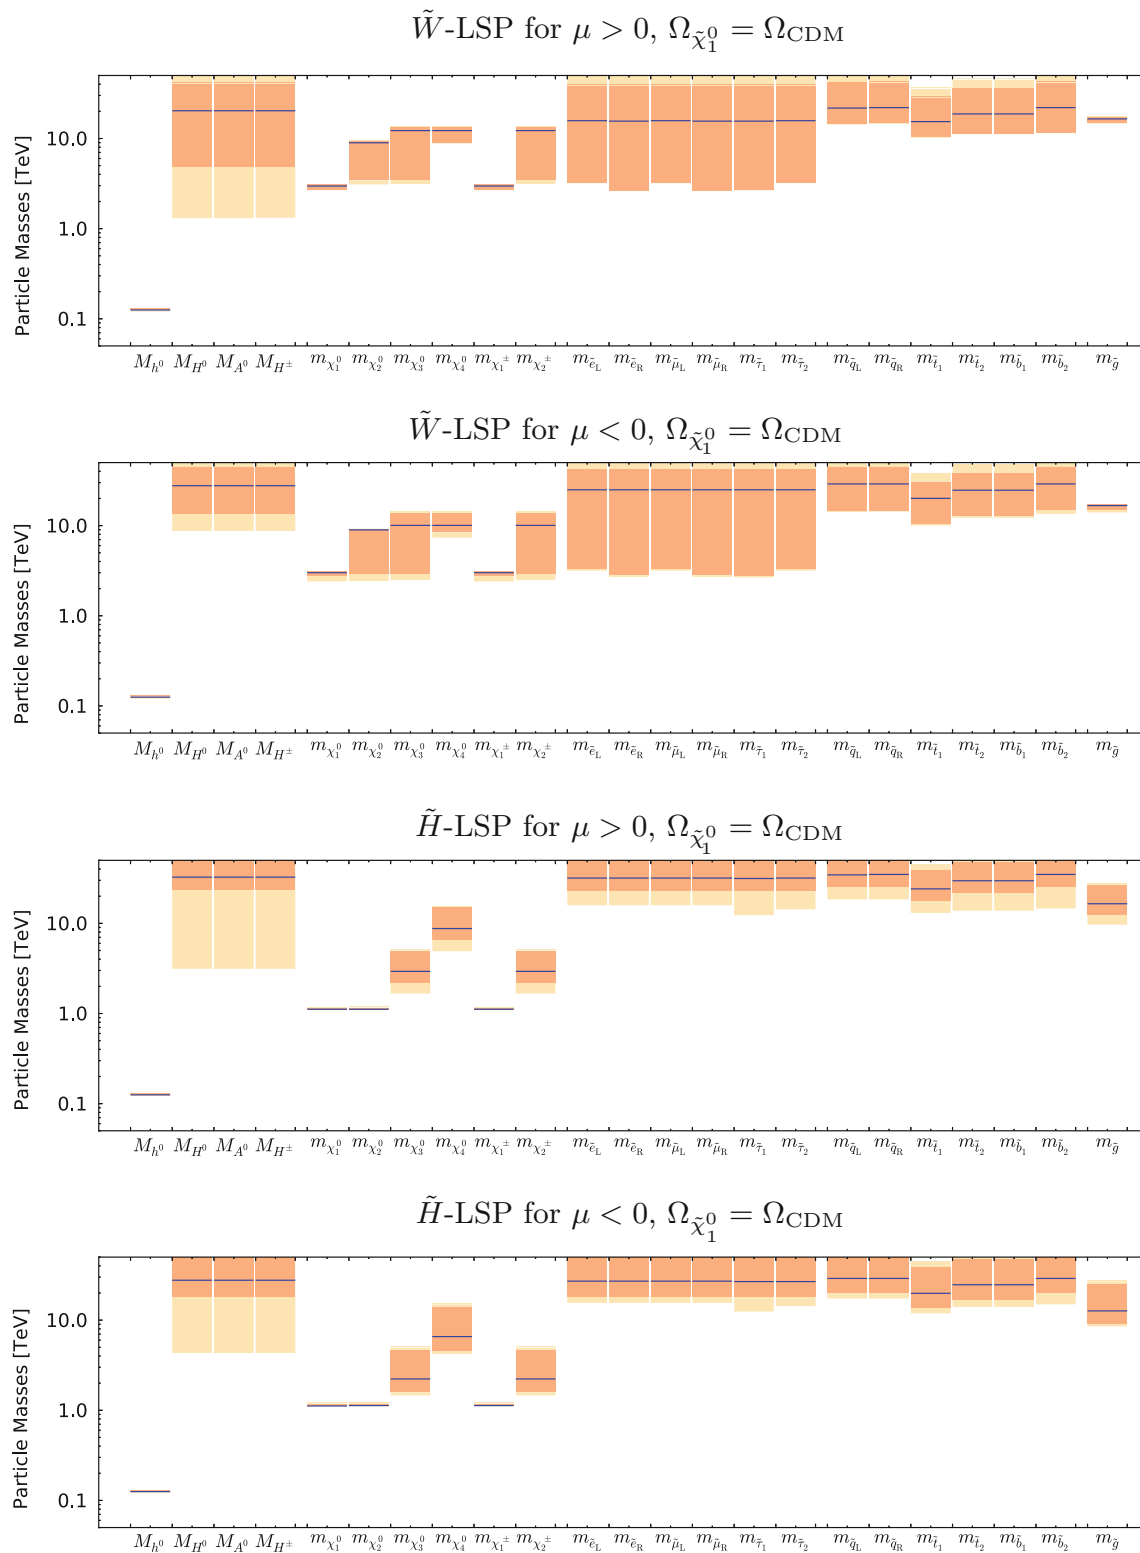 W̃-LSP for μ > 0, Ω_χ̃⁰₁ = Ω_CDM
Particle Masses [TeV]
10.0
1.0
0.1
M_h⁰ M_H⁰ M_A⁰ M_H± m_χ₁⁰ m_χ₂⁰ m_χ₃⁰ m_χ₄⁰ m_χ₁± m_χ₂± m_ẽL m_ẽR m_μ̃L m_μ̃R m_τ̃₁ m_τ̃₂ m_q̃L m_q̃R m_t̃₁ m_t̃₂ m_b̃₁ m_b̃₂ m_g̃
W̃-LSP for μ < 0, Ω_χ̃⁰₁ = Ω_CDM
Particle Masses [TeV]
10.0
1.0
0.1
M_h⁰ M_H⁰ M_A⁰ M_H± m_χ₁⁰ m_χ₂⁰ m_χ₃⁰ m_χ₄⁰ m_χ₁± m_χ₂± m_ẽL m_ẽR m_μ̃L m_μ̃R m_τ̃₁ m_τ̃₂ m_q̃L m_q̃R m_t̃₁ m_t̃₂ m_b̃₁ m_b̃₂ m_g̃
H̃-LSP for μ > 0, Ω_χ̃⁰₁ = Ω_CDM
Particle Masses [TeV]
10.0
1.0
0.1
M_h⁰ M_H⁰ M_A⁰ M_H± m_χ₁⁰ m_χ₂⁰ m_χ₃⁰ m_χ₄⁰ m_χ₁± m_χ₂± m_ẽL m_ẽR m_μ̃L m_μ̃R m_τ̃₁ m_τ̃₂ m_q̃L m_q̃R m_t̃₁ m_t̃₂ m_b̃₁ m_b̃₂ m_g̃
H̃-LSP for μ < 0, Ω_χ̃⁰₁ = Ω_CDM
Particle Masses [TeV]
10.0
1.0
0.1
M_h⁰ M_H⁰ M_A⁰ M_H± m_χ₁⁰ m_χ₂⁰ m_χ₃⁰ m_χ₄⁰ m_χ₁± m_χ₂± m_ẽL m_ẽR m_μ̃L m_μ̃R m_τ̃₁ m_τ̃₂ m_q̃L m_q̃R m_t̃₁ m_t̃₂ m_b̃₁ m_b̃₂ m_g̃